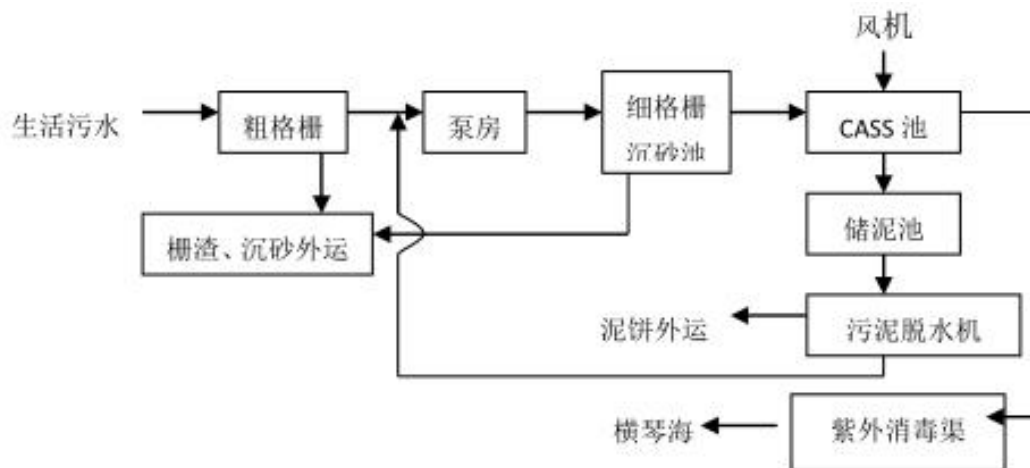 风机
生活污水
粗格栅
泵房
细格栅
沉砂池
CASS 池
栅渣、沉砂外运
储泥池
泥饼外运
污泥脱水机
横琴海
紫外消毒渠